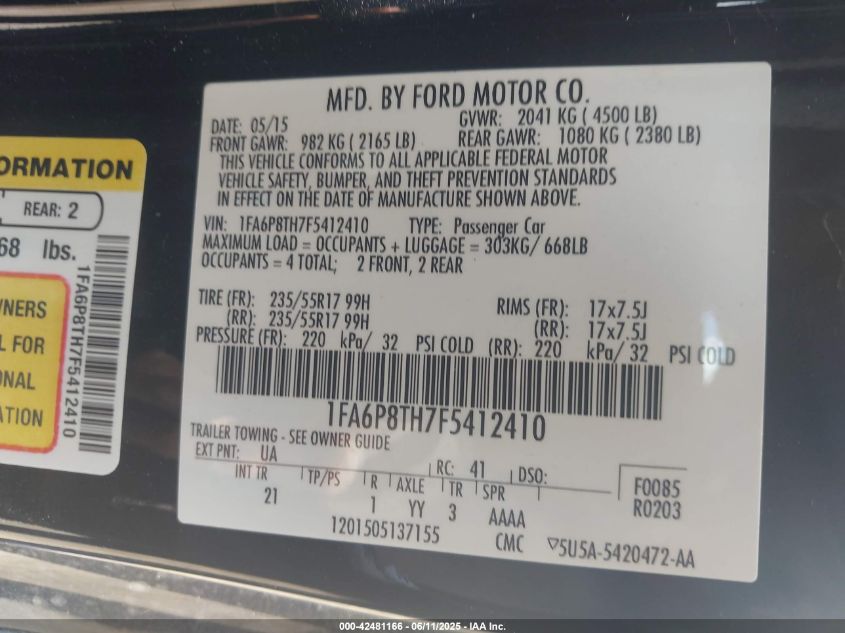 ORMATION
REAR: 2
68 lbs.
WNERS
L FOR
ONAL
ATION
1FA6P8TH7F5412410
MFD. BY FORD MOTOR CO.
DATE: 05/15 GVWR: 2041 KG ( 4500 LB)
FRONT GAWR: 982 KG ( 2165 LB) REAR GAWR: 1080 KG ( 2380 LB)
THIS VEHICLE CONFORMS TO ALL APPLICABLE FEDERAL MOTOR
VEHICLE SAFETY, BUMPER, AND THEFT PREVENTION STANDARDS
IN EFFECT ON THE DATE OF MANUFACTURE SHOWN ABOVE.
VIN: 1FA6P8TH7F5412410 TYPE: Passenger Car
MAXIMUM LOAD = OCCUPANTS + LUGGAGE = 303KG/ 668LB
OCCUPANTS = 4 TOTAL; 2 FRONT, 2 REAR
TIRE (FR): 235/55R17 99H RIMS (FR): 17x7.5J
(RR): 235/55R17 99H (RR): 17x7.5J
PRESSURE (FR): 220 kPa/ 32 PSI COLD (RR): 220 kPa/ 32 PSI COLD
1FA6P8TH7F5412410
TRAILER TOWING - SEE OWNER GUIDE
EXT PNT: UA RC: 41 DSO:
INT TR TP/PS R AXLE TR SPR F0085
21 1 YY 3 AAAA R0203
1201505137155 CMC ▽5U5A-5420472-AA
000-42481166 - 06/11/2025 - IAA Inc.